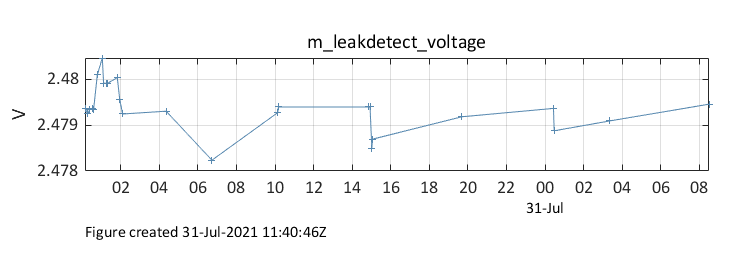 m_leakdetect_voltage
2.48
2.479
2.478
V
02 04 06 08 10 12 14 16 18 20 22 00 02 04 06 08
31-Jul
Figure created 31-Jul-2021 11:40:46Z